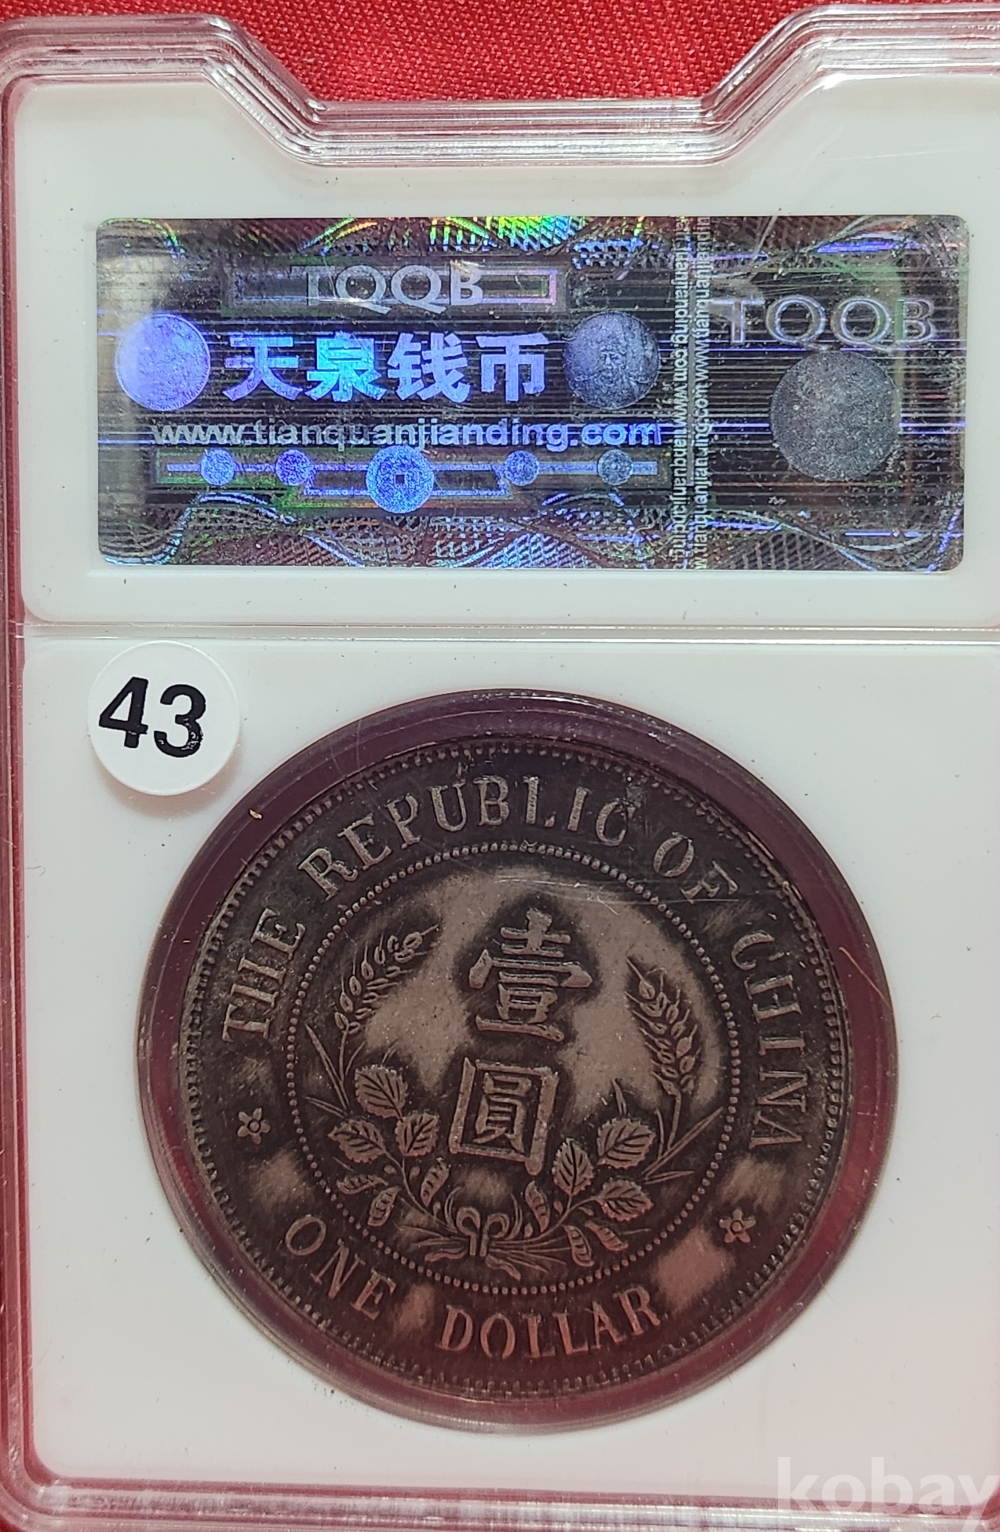 TQQB
天泉钱币
www.tianquanjianding.com
TQQB
43
THE REPUBLIC OF CHINA
壹
圓
ONE DOLLAR
kobay